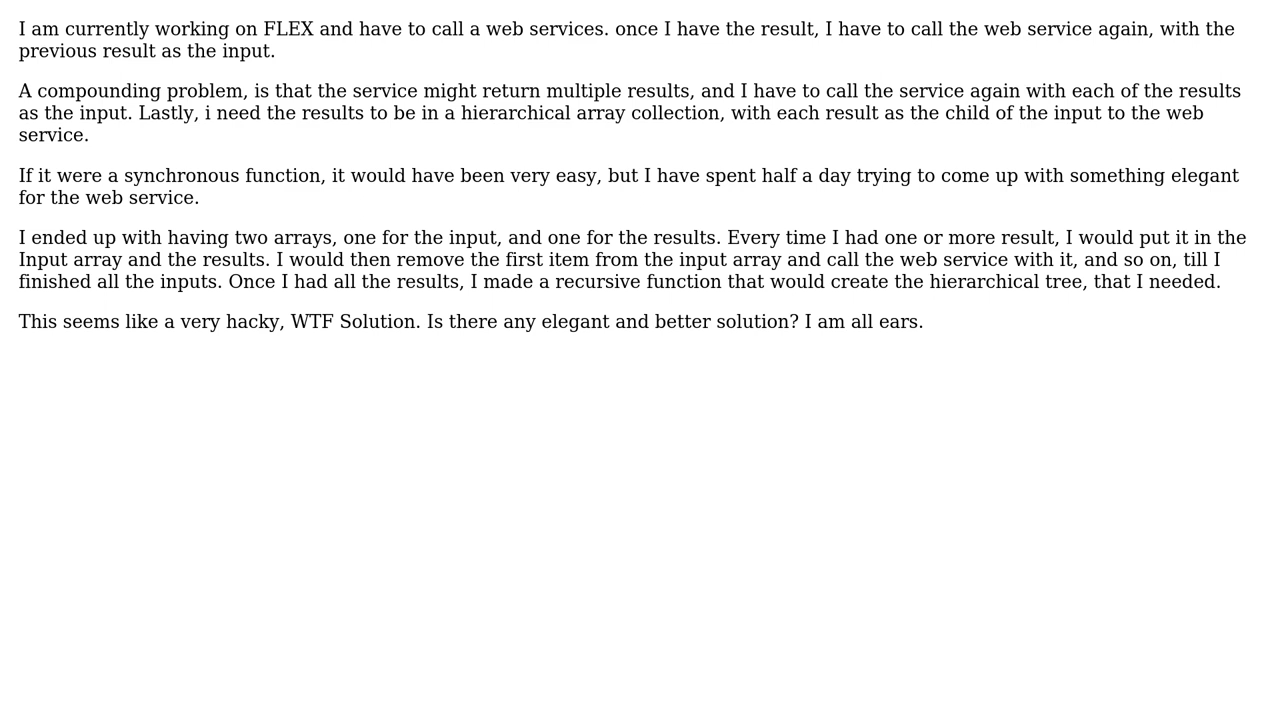 I am currently working on FLEX and have to call a web services. once I have the result, I have to call the web service again, with the
previous result as the input.
A compounding problem, is that the service might return multiple results, and I have to call the service again with each of the results
as the input. Lastly, i need the results to be in a hierarchical array collection, with each result as the child of the input to the web
service.
If it were a synchronous function, it would have been very easy, but I have spent half a day trying to come up with something elegant
for the web service.
I ended up with having two arrays, one for the input, and one for the results. Every time I had one or more result, I would put it in the
Input array and the results. I would then remove the first item from the input array and call the web service with it, and so on, till I
finished all the inputs. Once I had all the results, I made a recursive function that would create the hierarchical tree, that I needed.
This seems like a very hacky, WTF Solution. Is there any elegant and better solution? I am all ears.